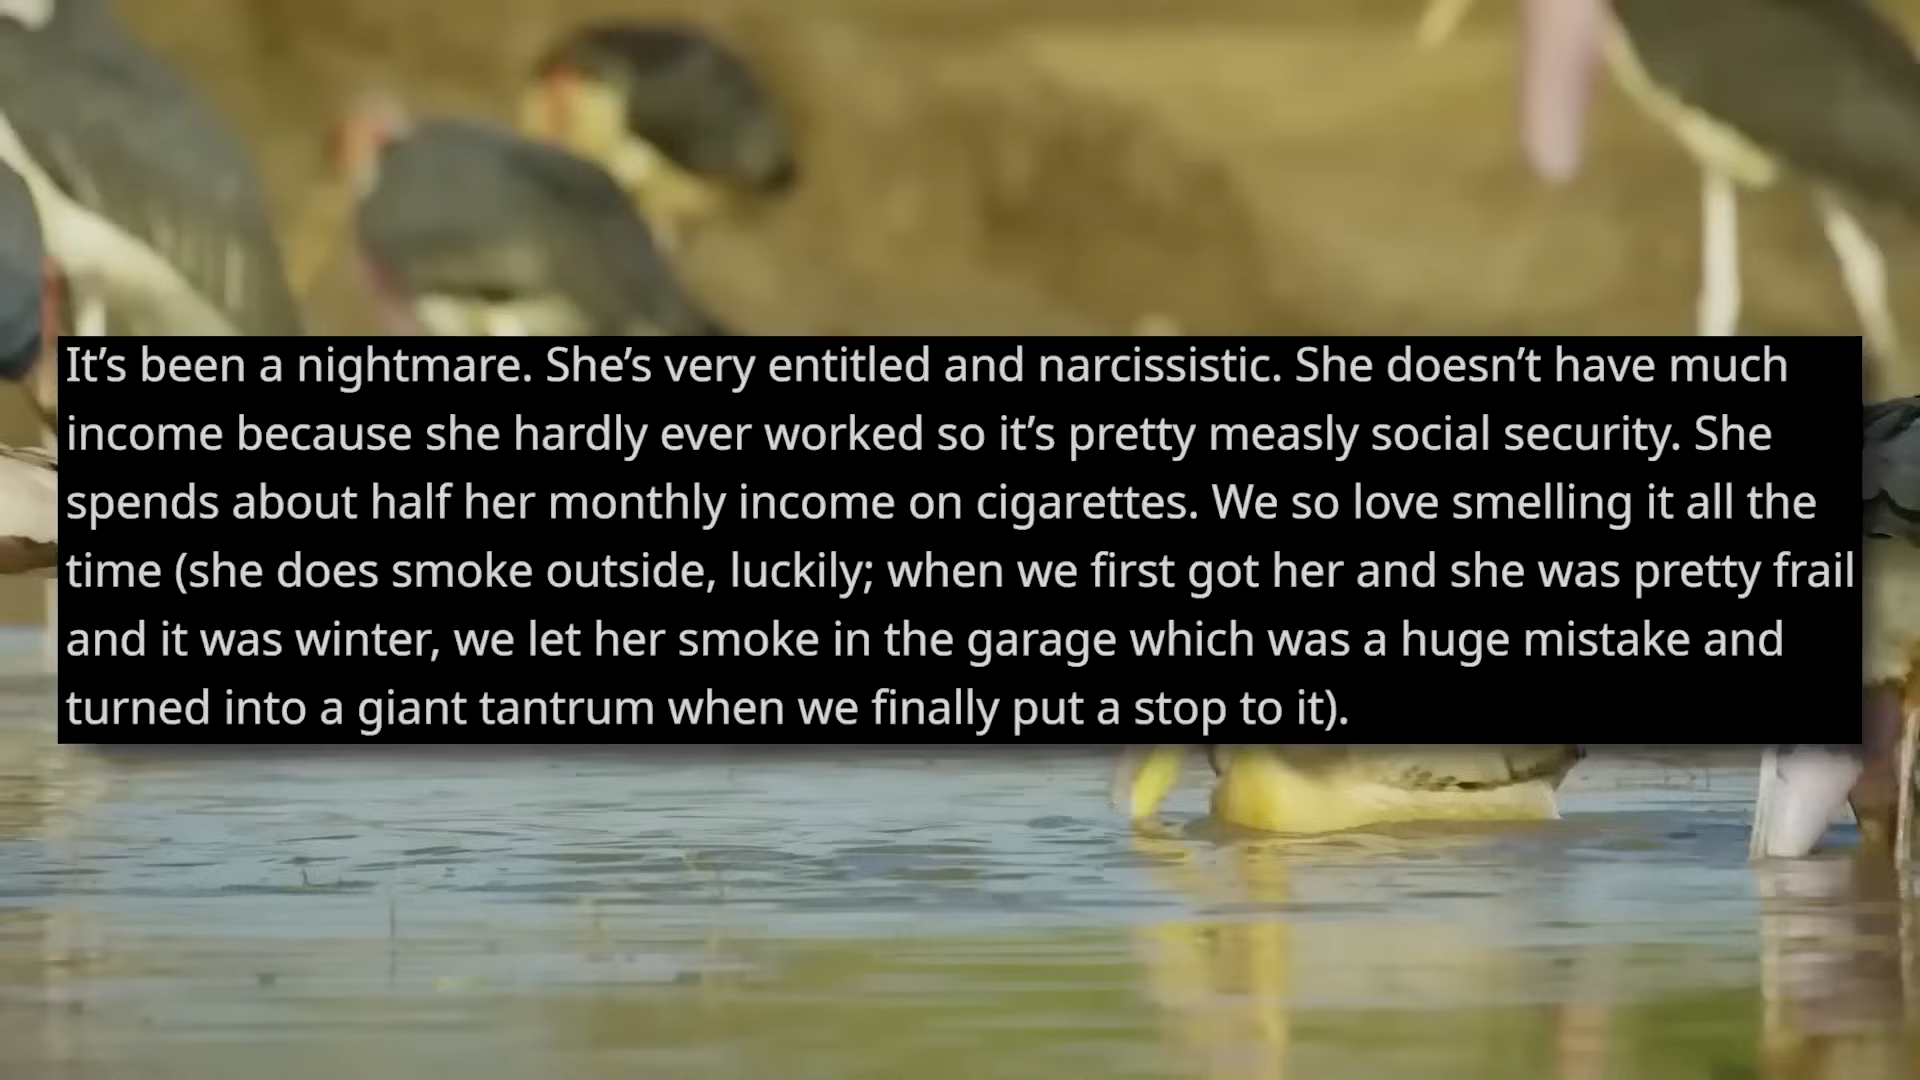 It’s been a nightmare. She’s very entitled and narcissistic. She doesn’t have much
income because she hardly ever worked so it’s pretty measly social security. She
spends about half her monthly income on cigarettes. We so love smelling it all the
time (she does smoke outside, luckily; when we first got her and she was pretty frail
and it was winter, we let her smoke in the garage which was a huge mistake and
turned into a giant tantrum when we finally put a stop to it).